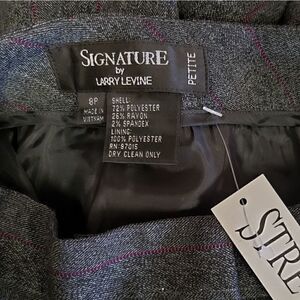 SIGNATURE
by
LARRY LEVINE
PETITE
8P
MADE IN
VIETNAM
SHELL:
72% POLYESTER
26% RAYON
2% SPANDEX
LINING:
100% POLYESTER
RN 97015
DRY CLEAN ONLY
STRE